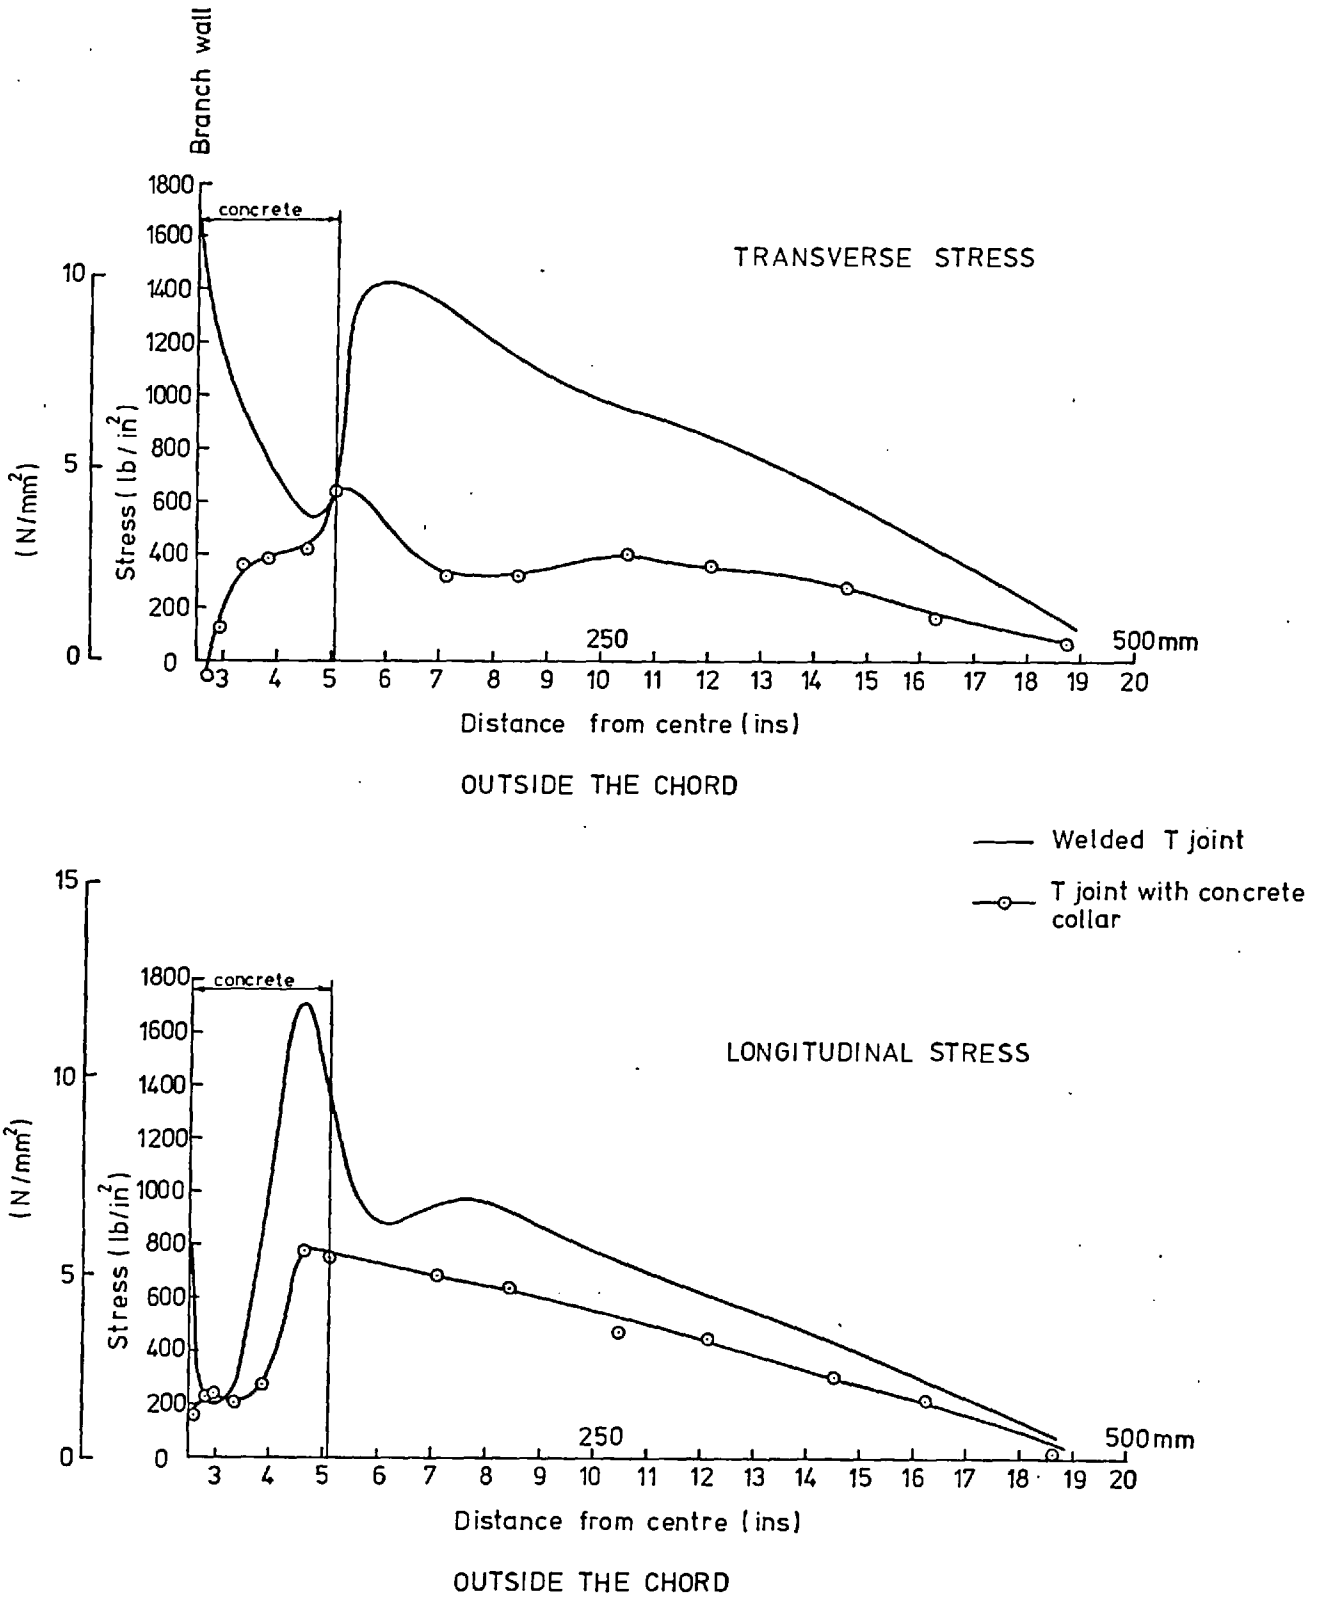 Branch wall
1800
concrete
1600
TRANSVERSE STRESS
10
1400
1200
1000
800
5
600
400
200
(N/mm²)
Stress (lb/in²)
250
500mm
0
0
3 4 5 6 7 8 9 10 11 12 13 14 15 16 17 18 19 20
Distance from centre (ins)
OUTSIDE THE CHORD
Welded T joint
T joint with concrete
collar
15
1800
concrete
1600
LONGITUDINAL STRESS
10
1400
1200
1000
800
5
600
400
200
(N/mm²)
Stress (lb/in²)
250
500mm
0
0
3 4 5 6 7 8 9 10 11 12 13 14 15 16 17 18 19 20
Distance from centre (ins)
OUTSIDE THE CHORD